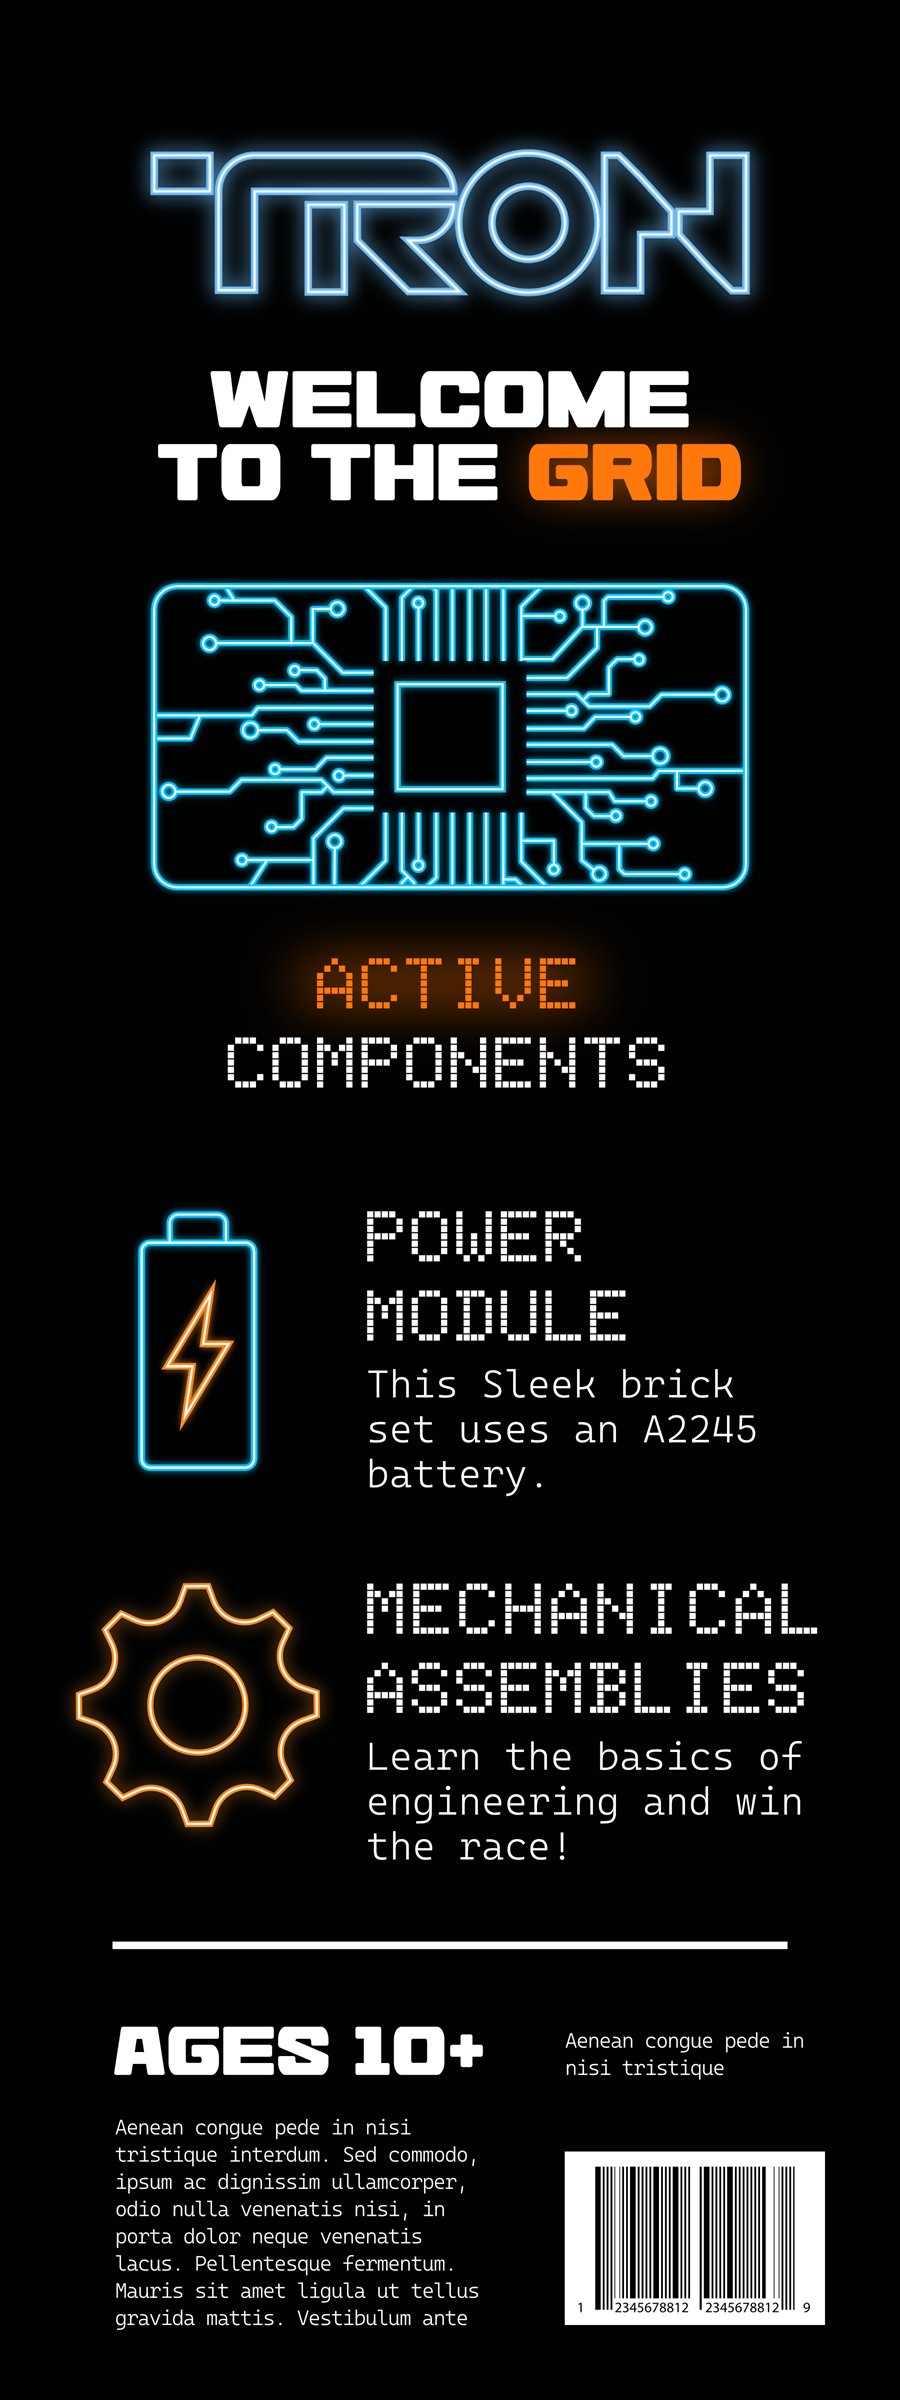 TRON
WELCOME
TO THE GRID
ACTIVE
COMPONENTS
POWER
MODULE
This Sleek brick
set uses an A2245
battery.
MECHANICAL
ASSEMBLIES
Learn the basics of
engineering and win
the race!
AGES 10+
Aenean congue pede in nisi
tristique interdum. Sed commodo,
ipsum ac dignissim ullamcorper,
odio nulla venenatis nisi, in
porta dolor neque venenatis
lacus. Pellentesque fermentum.
Mauris sit amet ligula ut tellus
gravida mattis. Vestibulum ante
Aenean congue pede in
nisi tristique
1 2345678812 2345678812 9